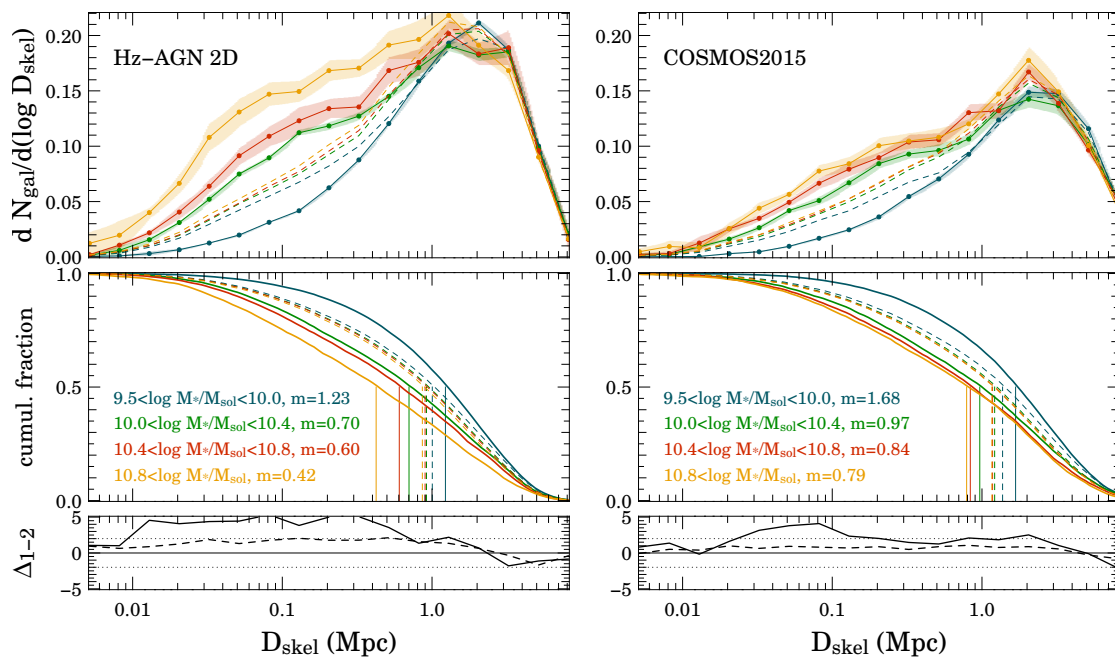 Hz-AGN 2D
COSMOS2015
d N_gal/d(log D_skel)
0.20
0.15
0.10
0.05
0.00
0.20
0.15
0.10
0.05
0.00
cumul. fraction
1.0
0.5
0.0
9.5<log M*/M_sol<10.0, m=1.23
10.0<log M*/M_sol<10.4, m=0.70
10.4<log M*/M_sol<10.8, m=0.60
10.8<log M*/M_sol, m=0.42
1.0
0.5
0.0
9.5<log M*/M_sol<10.0, m=1.68
10.0<log M*/M_sol<10.4, m=0.97
10.4<log M*/M_sol<10.8, m=0.84
10.8<log M*/M_sol, m=0.79
Δ1−2
5
0
−5
5
0
−5
0.01 0.1 1.0
0.01 0.1 1.0
D_skel (Mpc)
D_skel (Mpc)